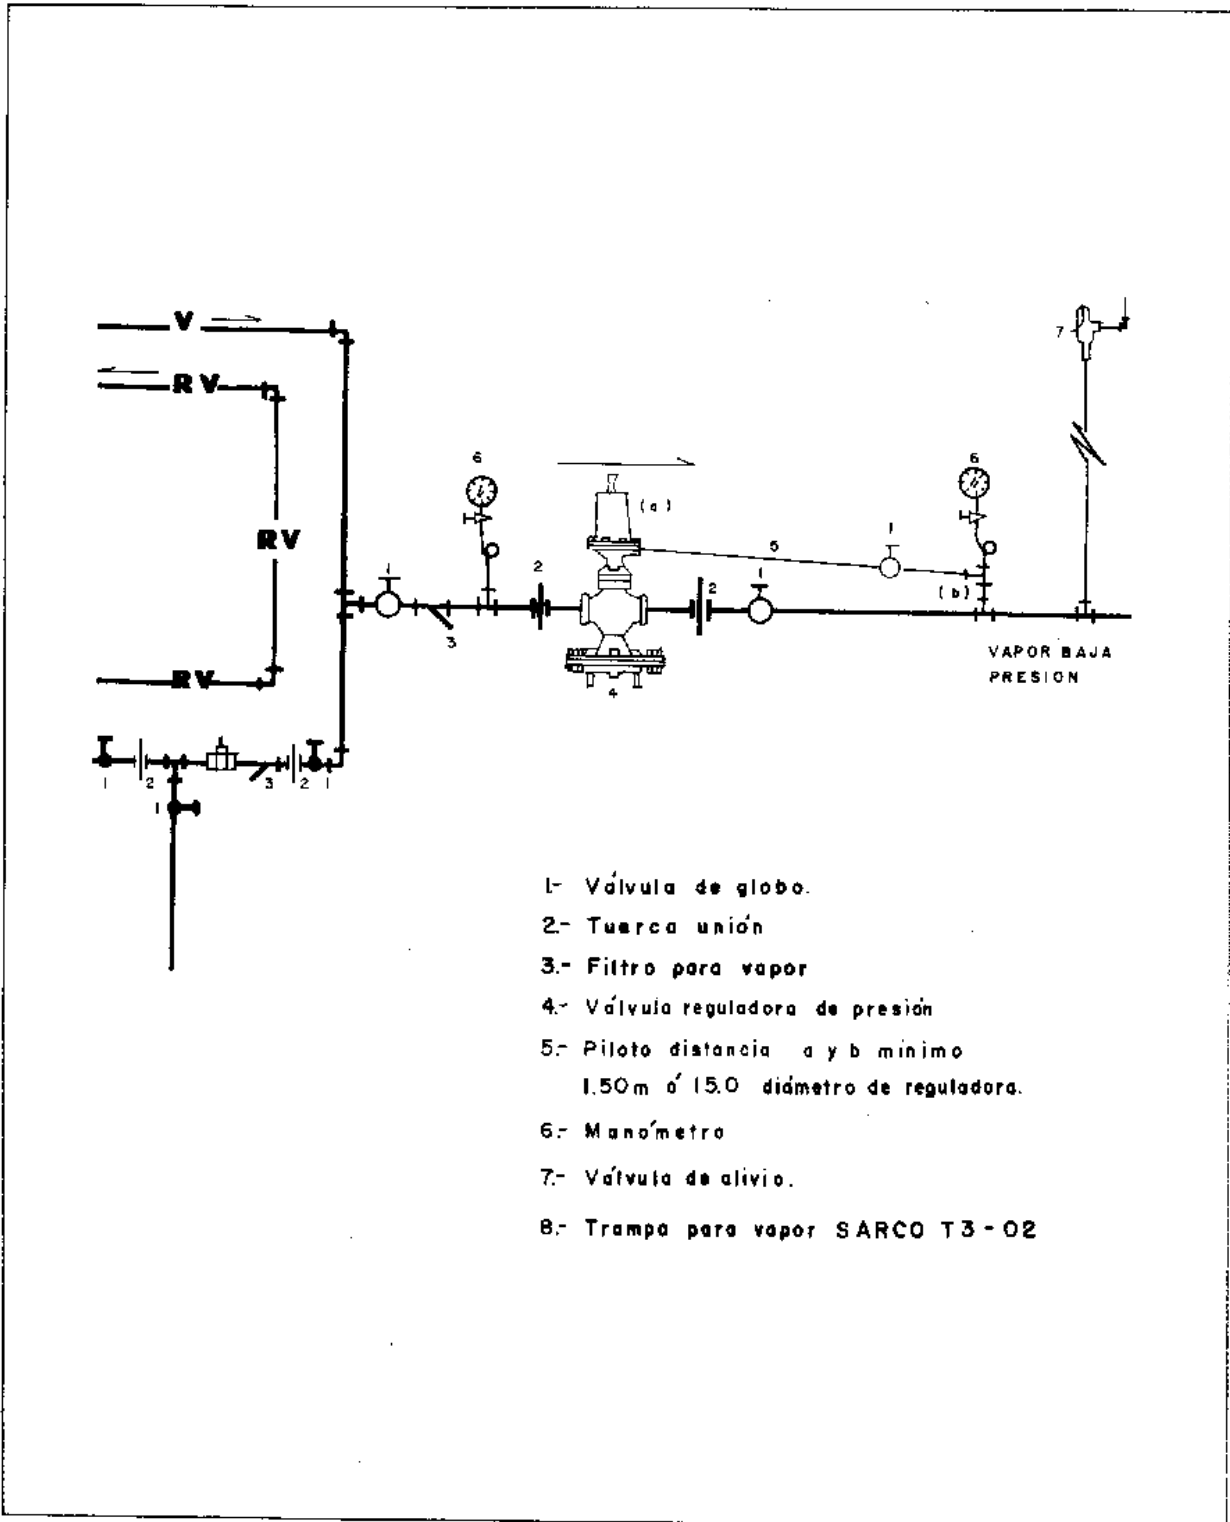 V
7
RV
6
6
(a)
1
RV
5
2
1
1
2
(b)
3
VAPOR BAJA
PRESION
RV
4
1
2
3
2
1
1
1- Válvula de globo.
2.- Tuerca unión
3.- Filtro para vapor
4.- Válvula reguladora de presión
5.- Piloto distancia a y b mínimo
1.50m ó 15.0 diámetro de reguladora.
6.- Manómetro
7.- Válvula de alivio.
8.- Trampa para vapor SARCO T3-02